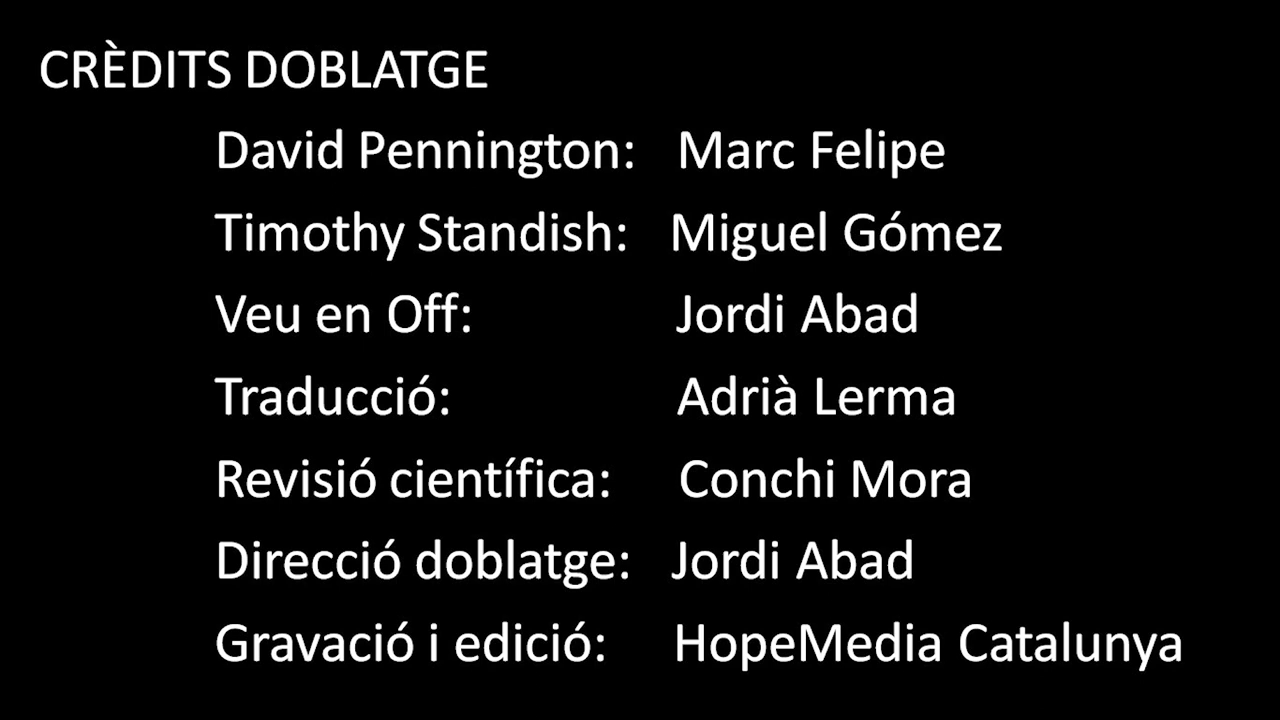 CRÈDITS DOBLATGE
David Pennington: Marc Felipe
Timothy Standish: Miguel Gómez
Veu en Off: Jordi Abad
Traducció: Adrià Lerma
Revisió científica: Conchi Mora
Direcció doblatge: Jordi Abad
Gravació i edició: HopeMedia Catalunya